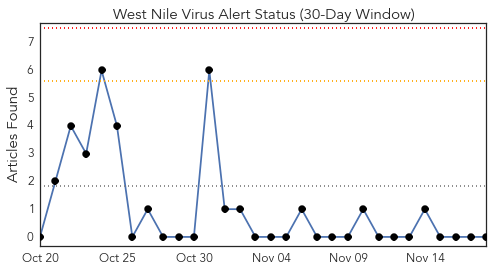 West Nile Virus Alert Status (30-Day Window)
Articles Found
7
6
5
4
3
2
1
0
Oct 20 Oct 25 Oct 30 Nov 04 Nov 09 Nov 14